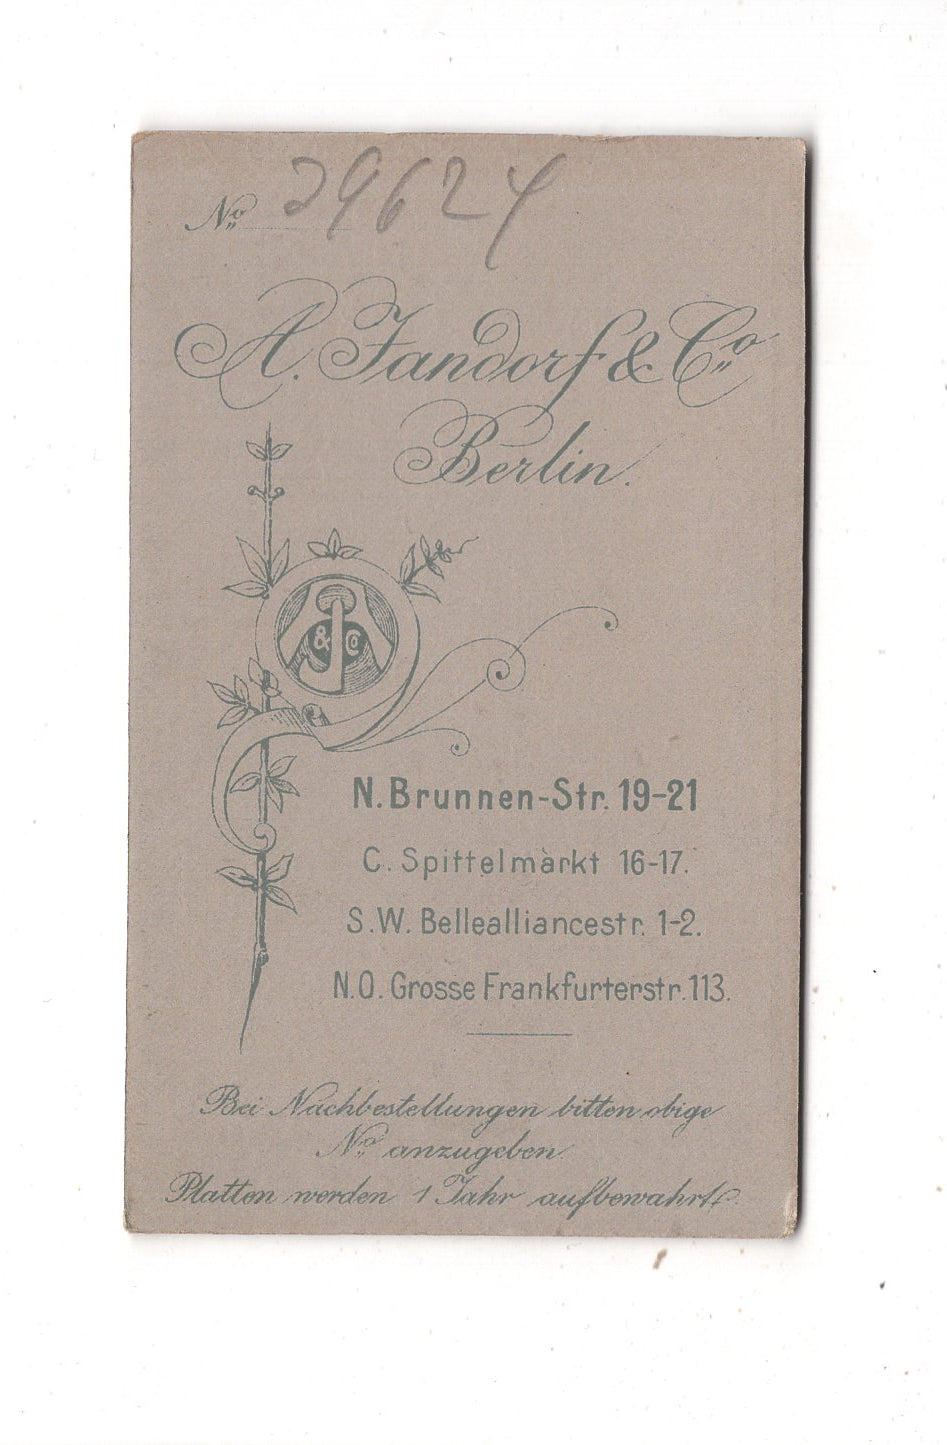 No 29624
A. Jandorf & Co
Berlin.
J & Co
N. Brunnen-Str. 19-21
C. Spittelmarkt 16-17.
S.W. Bellealliancestr. 1-2.
N.O. Grosse Frankfurterstr. 113.
Bei Nachbestellungen bitten obige
No anzugeben.
Platten werden 1 Jahr aufbewahrt.